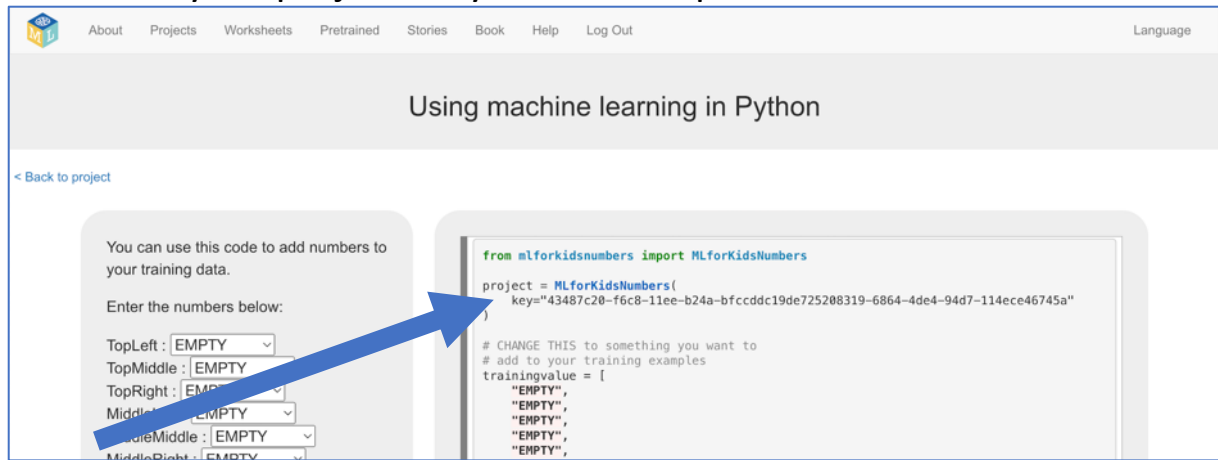 About Projects Worksheets Pretrained Stories Book Help Log Out Language
Using machine learning in Python
< Back to project
You can use this code to add numbers to
your training data.
Enter the numbers below:
TopLeft : EMPTY
TopMiddle : EMPTY
TopRight : EMPTY
EMPTY
Middle : EMPTY
MiddleRight : EMPTY
from mlforkidsnumbers import MLforKidsNumbers
project = MLforKidsNumbers(
key="43487c20-f6c8-11ee-b24a-bfccddc19de725208319-6864-4de4-94d7-114ece46745a"
)
# CHANGE THIS to something you want to
# add to your training examples
trainingvalue = [
"EMPTY",
"EMPTY",
"EMPTY",
"EMPTY",
"EMPTY",